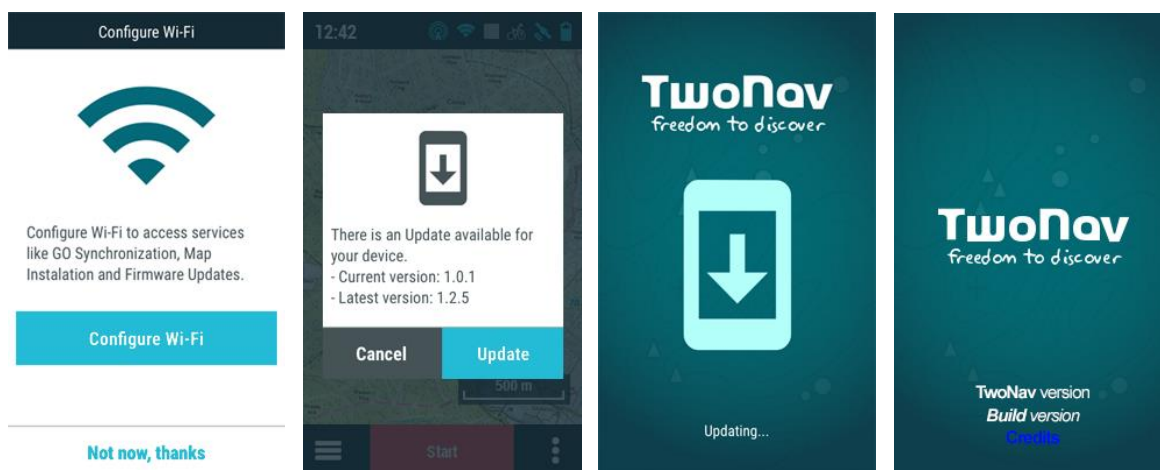 Configure Wi-Fi
Configure Wi-Fi to access services
like GO Synchronization, Map
Instalation and Firmware Updates.
Configure Wi-Fi
Not now, thanks
12:42
There is an Update available for
your device.
- Current version: 1.0.1
- Latest version: 1.2.5
Cancel
Update
500 m
Start
TwoNav
freedom to discover
Updating...
TwoNav
freedom to discover
TwoNav version
Build version
Credits